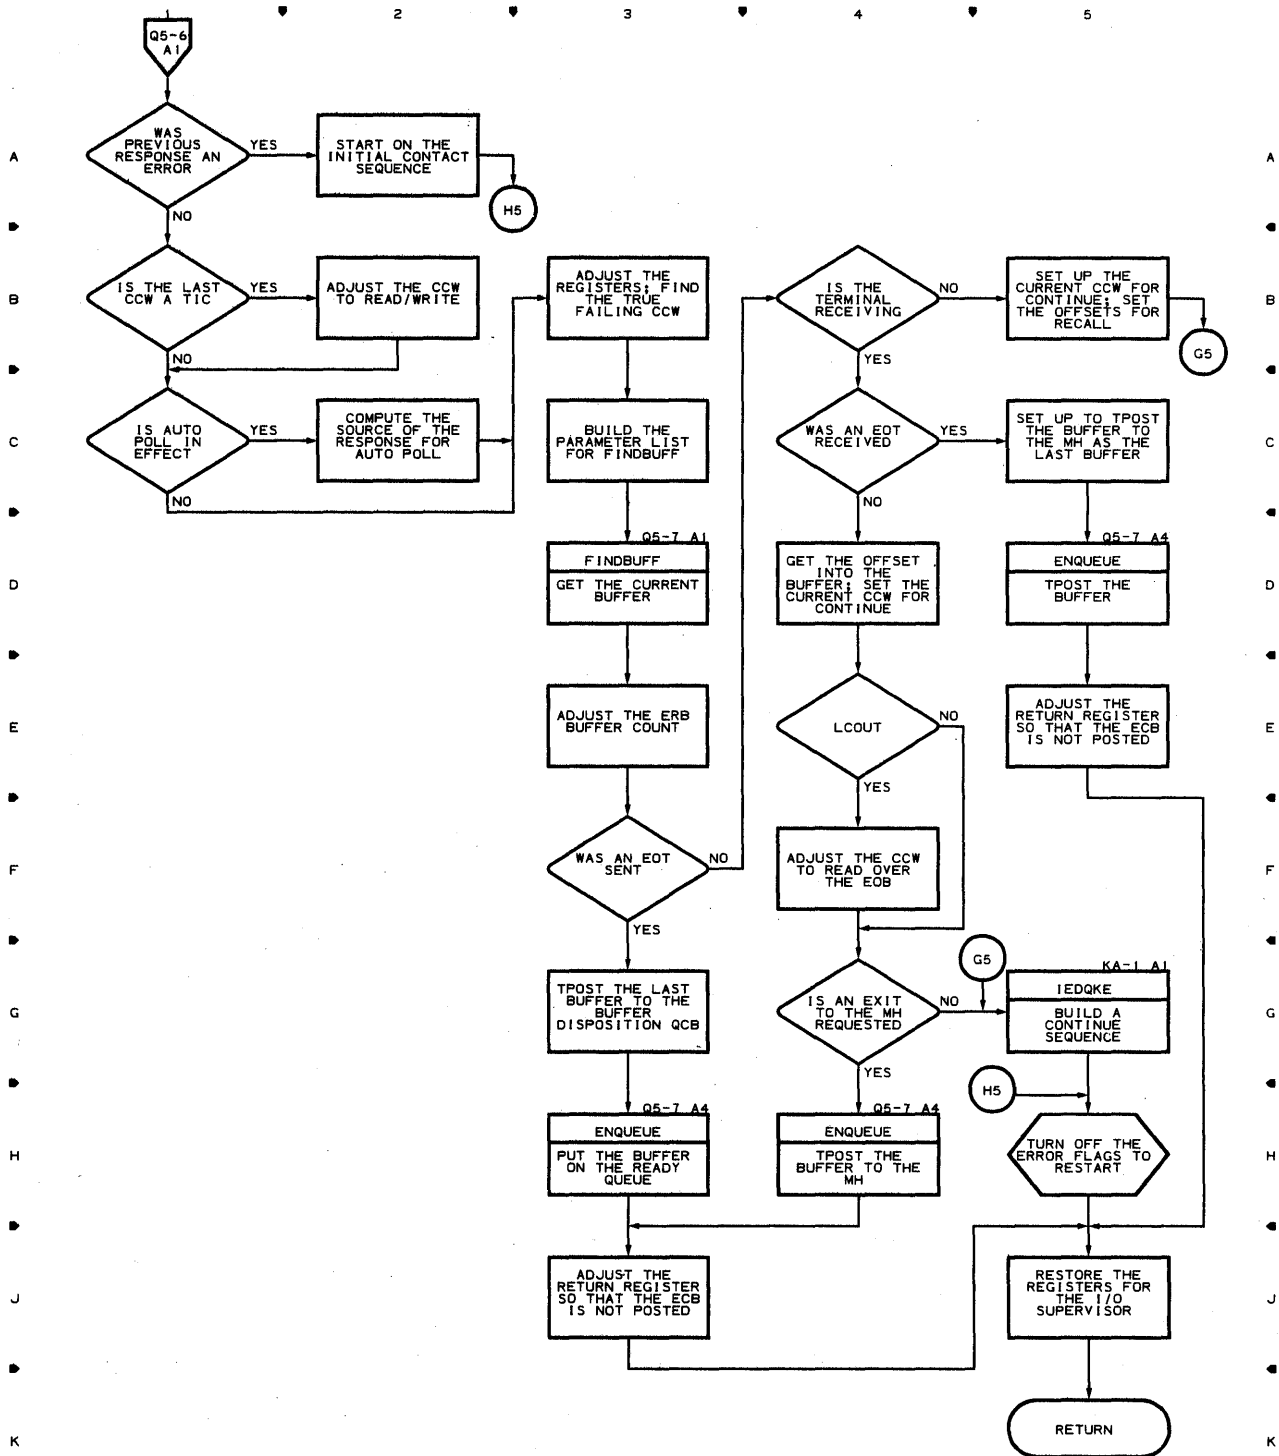 1 2 3 4 5
Q5-6
A1
A
WAS
PREVIOUS
RESPONSE AN
ERROR
YES
NO
START ON THE
INITIAL CONTACT
SEQUENCE
H5
A
B
IS THE LAST
CCW A TIC
YES
NO
ADJUST THE CCW
TO READ/WRITE
ADJUST THE
REGISTERS; FIND
THE TRUE
FAILING CCW
IS THE
TERMINAL
RECEIVING
NO
YES
SET UP THE
CURRENT CCW FOR
CONTINUE; SET
THE OFFSETS FOR
RECALL
G5
B
C
IS AUTO
POLL IN
EFFECT
YES
NO
COMPUTE THE
SOURCE OF THE
RESPONSE FOR
AUTO POLL
BUILD THE
PARAMETER LIST
FOR FINDBUFF
WAS AN EOT
RECEIVED
YES
NO
SET UP TO TPOST
THE BUFFER TO
THE MH AS THE
LAST BUFFER
C
D
Q5-7 A1
FINDBUFF
GET THE CURRENT
BUFFER
GET THE OFFSET
INTO THE
BUFFER; SET THE
CURRENT CCW FOR
CONTINUE
Q5-7 A4
ENQUEUE
TPOST THE
BUFFER
D
E
ADJUST THE ERB
BUFFER COUNT
LCOUT
NO
YES
ADJUST THE
RETURN REGISTER
SO THAT THE ECB
IS NOT POSTED
E
F
WAS AN EOT
SENT
NO
YES
ADJUST THE CCW
TO READ OVER
THE EOB
F
G
TPOST THE LAST
BUFFER TO THE
BUFFER
DISPOSITION QCB
IS AN EXIT
TO THE MH
REQUESTED
NO
YES
G5
KA-1 A1
IEDQKE
BUILD A
CONTINUE
SEQUENCE
G
H
Q5-7 A4
ENQUEUE
PUT THE BUFFER
ON THE READY
QUEUE
Q5-7 A4
ENQUEUE
TPOST THE
BUFFER TO THE
MH
H5
TURN OFF THE
ERROR FLAGS TO
RESTART
H
J
ADJUST THE
RETURN REGISTER
SO THAT THE ECB
IS NOT POSTED
RESTORE THE
REGISTERS FOR
THE I/O
SUPERVISOR
J
K
RETURN
K